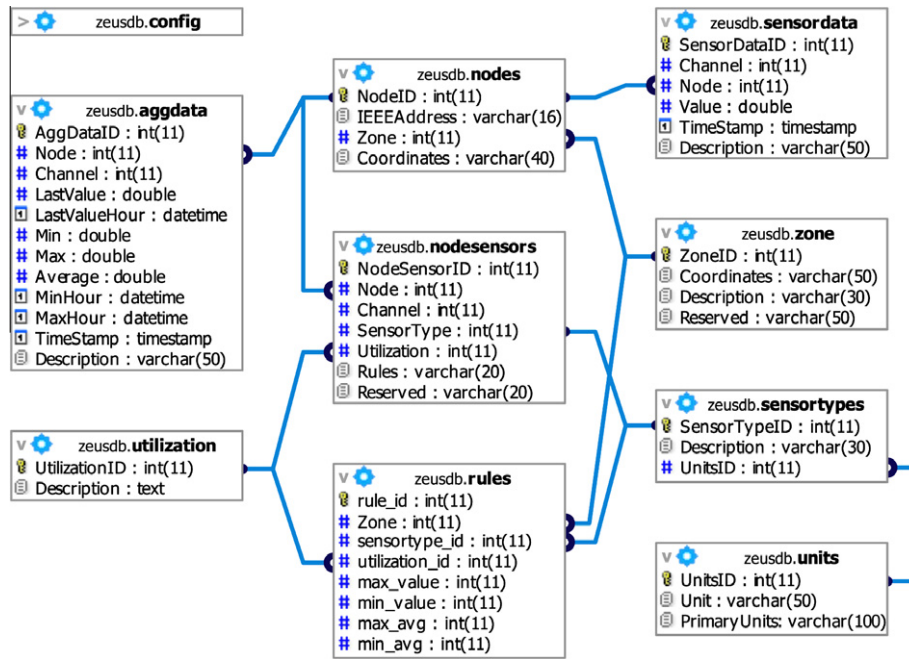 > zeusdb.config
v zeusdb.aggdata
AggDataID : int(11)
# Node : int(11)
# Channel : int(11)
# LastValue : double
LastValueHour : datetime
# Min : double
# Max : double
# Average : double
MinHour : datetime
MaxHour : datetime
TimeStamp : timestamp
Description : varchar(50)
v zeusdb.utilization
UtilizationID : int(11)
Description : text
v zeusdb.nodes
NodeID : int(11)
IEEEAddress : varchar(16)
# Zone : int(11)
Coordinates : varchar(40)
v zeusdb.nodesensors
NodeSensorID : int(11)
# Node : int(11)
# Channel : int(11)
# SensorType : int(11)
# Utilization : int(11)
Rules : varchar(20)
Reserved : varchar(20)
v zeusdb.rules
rule_id : int(11)
# Zone : int(11)
# sensortype_id : int(11)
# utilization_id : int(11)
# max_value : int(11)
# min_value : int(11)
# max_avg : int(11)
# min_avg : int(11)
v zeusdb.sensordata
SensorDataID : int(11)
# Channel : int(11)
# Node : int(11)
# Value : double
TimeStamp : timestamp
Description : varchar(50)
v zeusdb.zone
ZoneID : int(11)
Coordinates : varchar(50)
Description : varchar(30)
Reserved : varchar(50)
v zeusdb.sensortypes
SensorTypeID : int(11)
Description : varchar(30)
# UnitsID : int(11)
v zeusdb.units
UnitsID : int(11)
Unit : varchar(50)
PrimaryUnits: varchar(100)